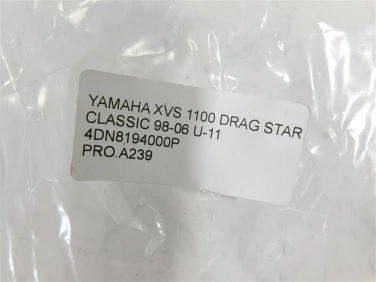 YAMAHA XVS 1100 DRAG STAR
CLASSIC 98-06 U-11
4DN8194000P
PRO.A239